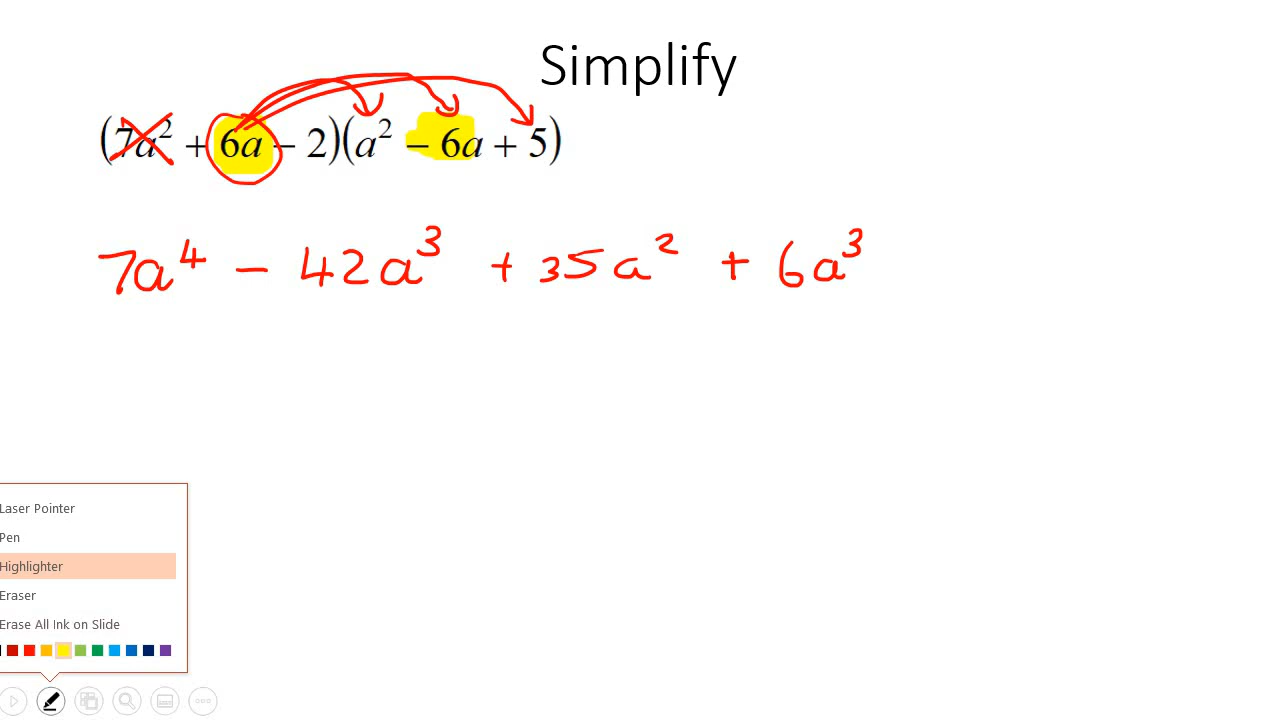 Simplify
(7a² + 6a − 2)(a² − 6a + 5)
7a⁴ − 42a³ + 35a² + 6a³
Laser Pointer
Pen
Highlighter
Eraser
Erase All Ink on Slide